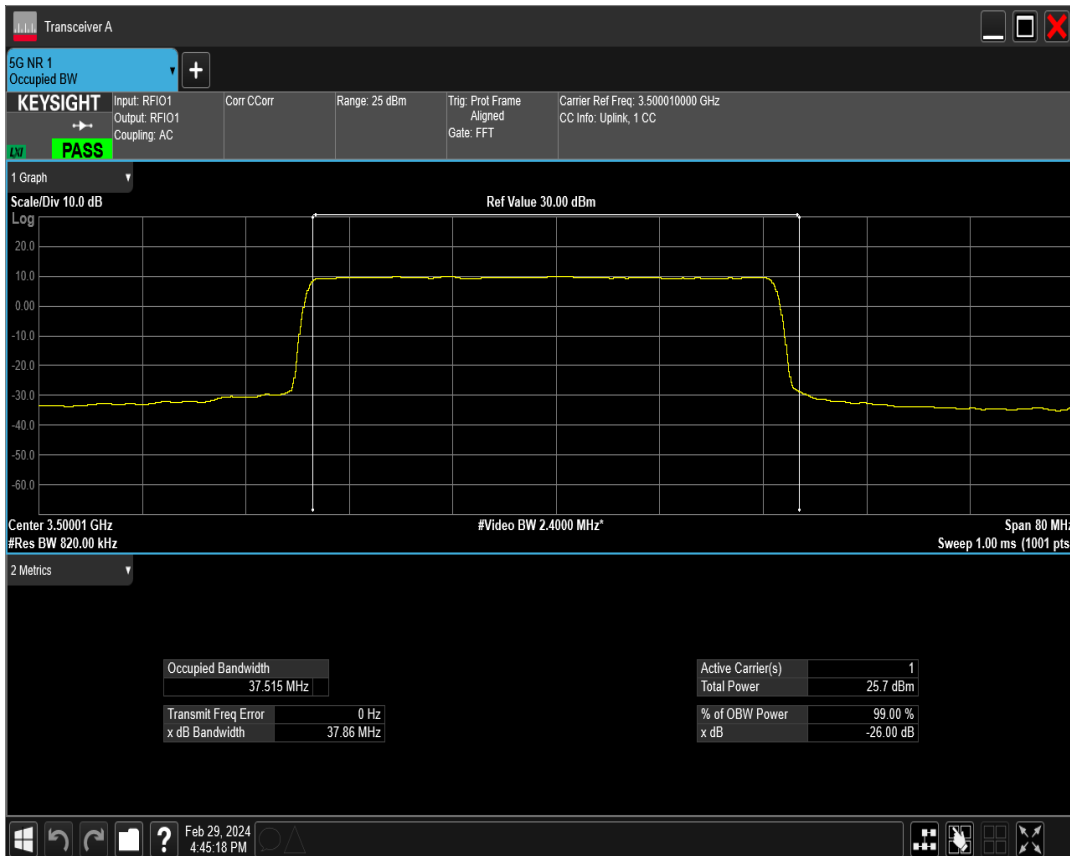 Transceiver A
5G NR 1
Occupied BW
+
KEYSIGHT
LXI
PASS
Input: RFIO1
Output: RFIO1
Coupling: AC
Corr CCorr
Range: 25 dBm
Trig: Prot Frame
Aligned
Gate: FFT
Carrier Ref Freq: 3.500010000 GHz
CC Info: Uplink, 1 CC
1 Graph
Scale/Div 10.0 dB
Ref Value 30.00 dBm
Log
20.0
10.0
0.00
-10.0
-20.0
-30.0
-40.0
-50.0
-60.0
Center 3.50001 GHz
#Video BW 2.4000 MHz*
Span 80 MHz
#Res BW 820.00 kHz
Sweep 1.00 ms (1001 pts
2 Metrics
Occupied Bandwidth
37.515 MHz
Transmit Freq Error 0 Hz
x dB Bandwidth 37.86 MHz
Active Carrier(s) 1
Total Power 25.7 dBm
% of OBW Power 99.00 %
x dB -26.00 dB
?
Feb 29, 2024
4:45:18 PM